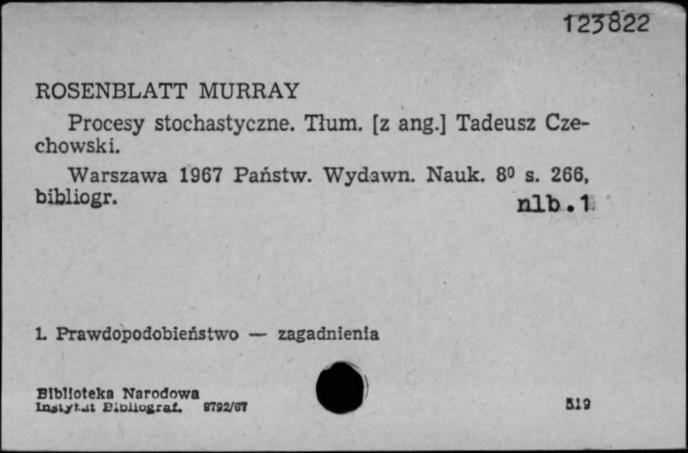 123822
ROSENBLATT MURRAY
Procesy stochastyczne. Tłum. [z ang.] Tadeusz Cze-
chowski.
Warszawa 1967 Państw. Wydawn. Nauk. 8⁰ s. 266,
bibliogr.
nlb.1
1. Prawdopodobieństwo — zagadnienia
Biblioteka Narodowa
Instytut Bibliograf. 9792/67
519